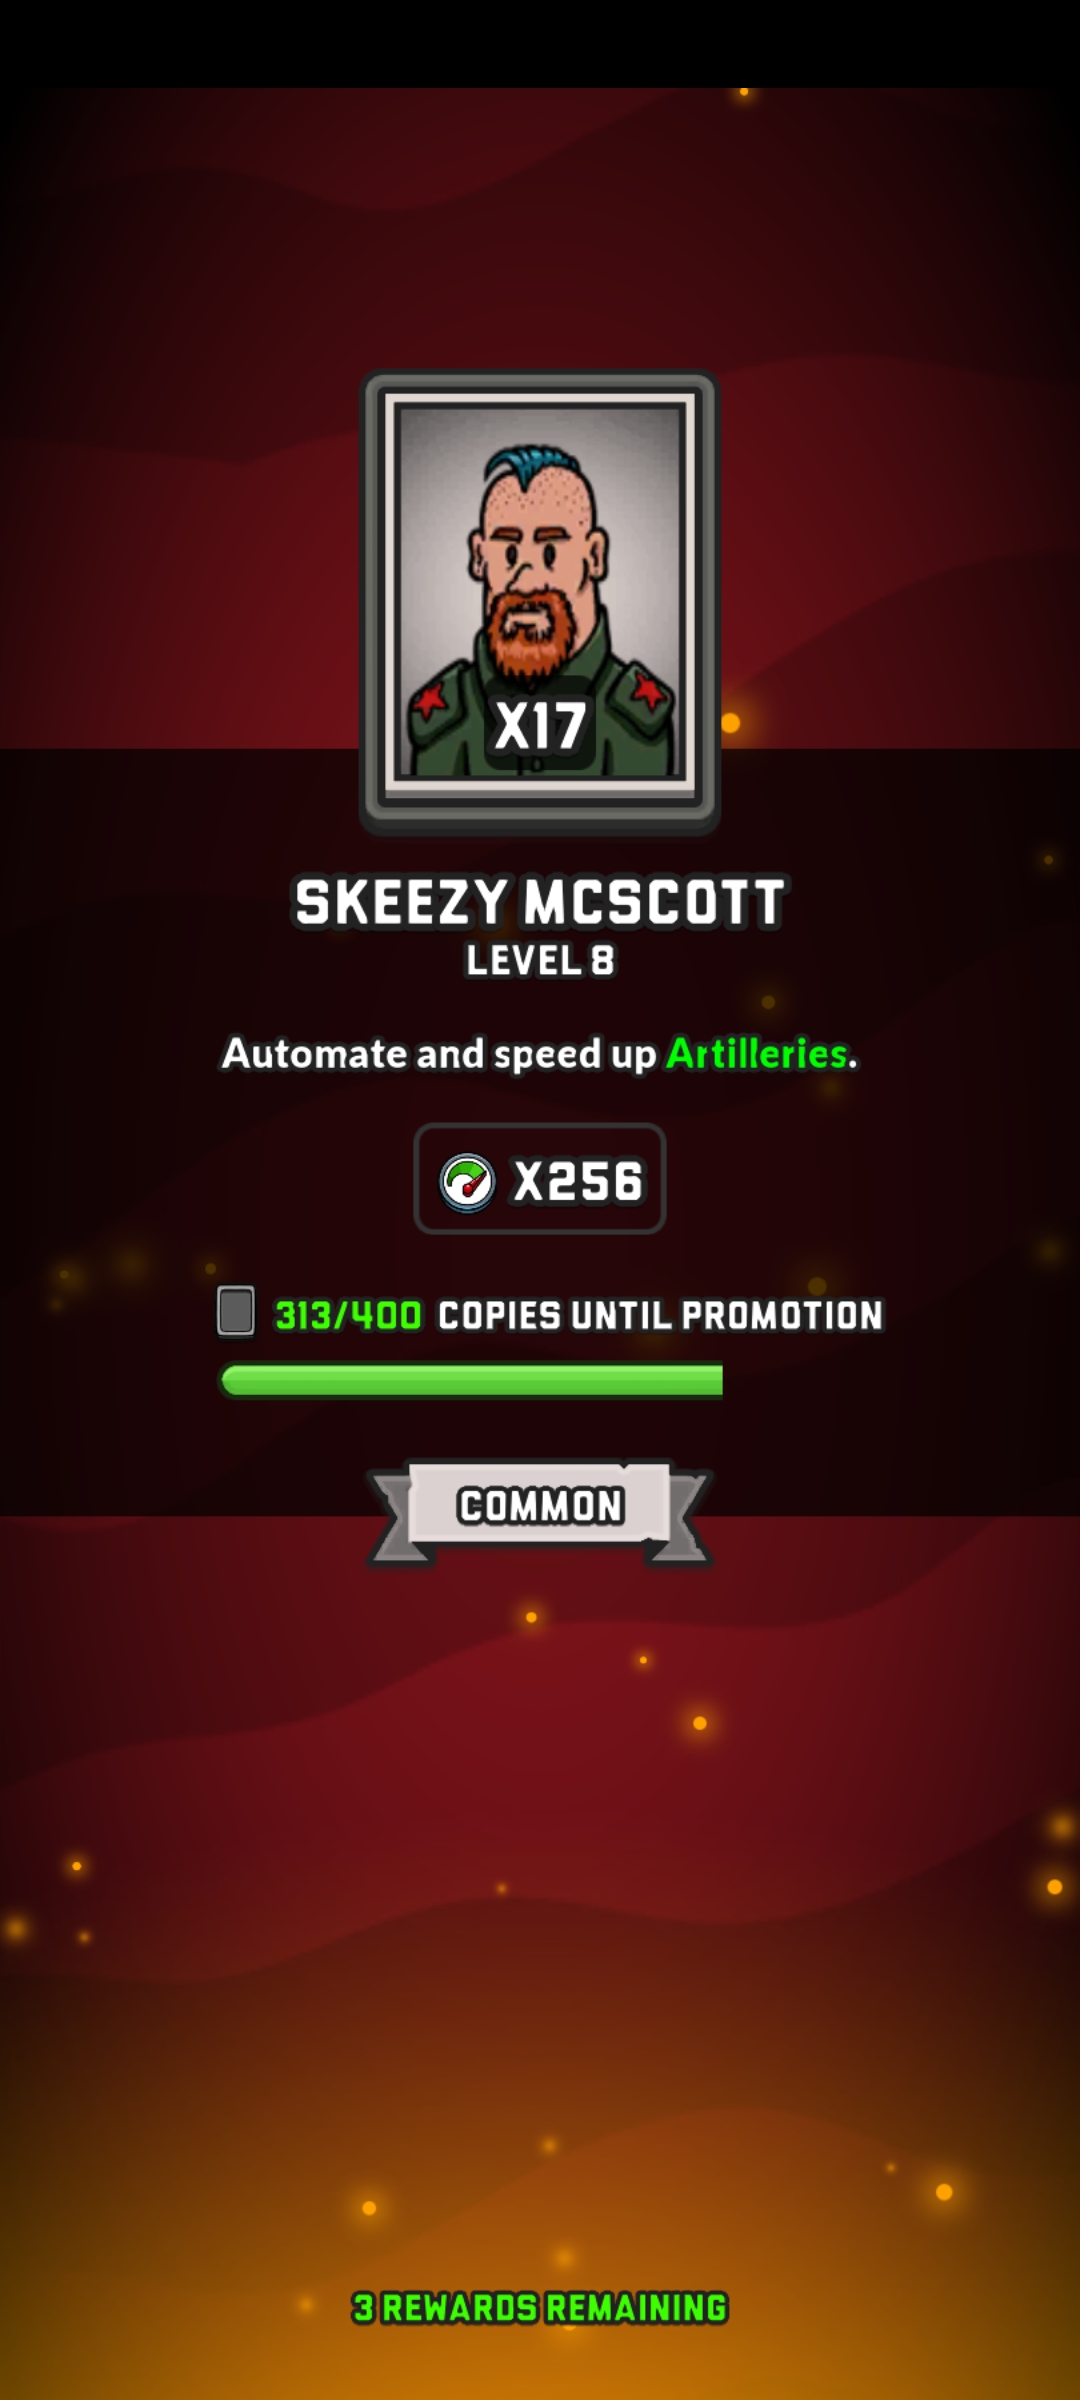 X17
SKEEZY MCSCOTT
LEVEL 8
Automate and speed up Artilleries.
X256
313/400 COPIES UNTIL PROMOTION
COMMON
3 REWARDS REMAINING